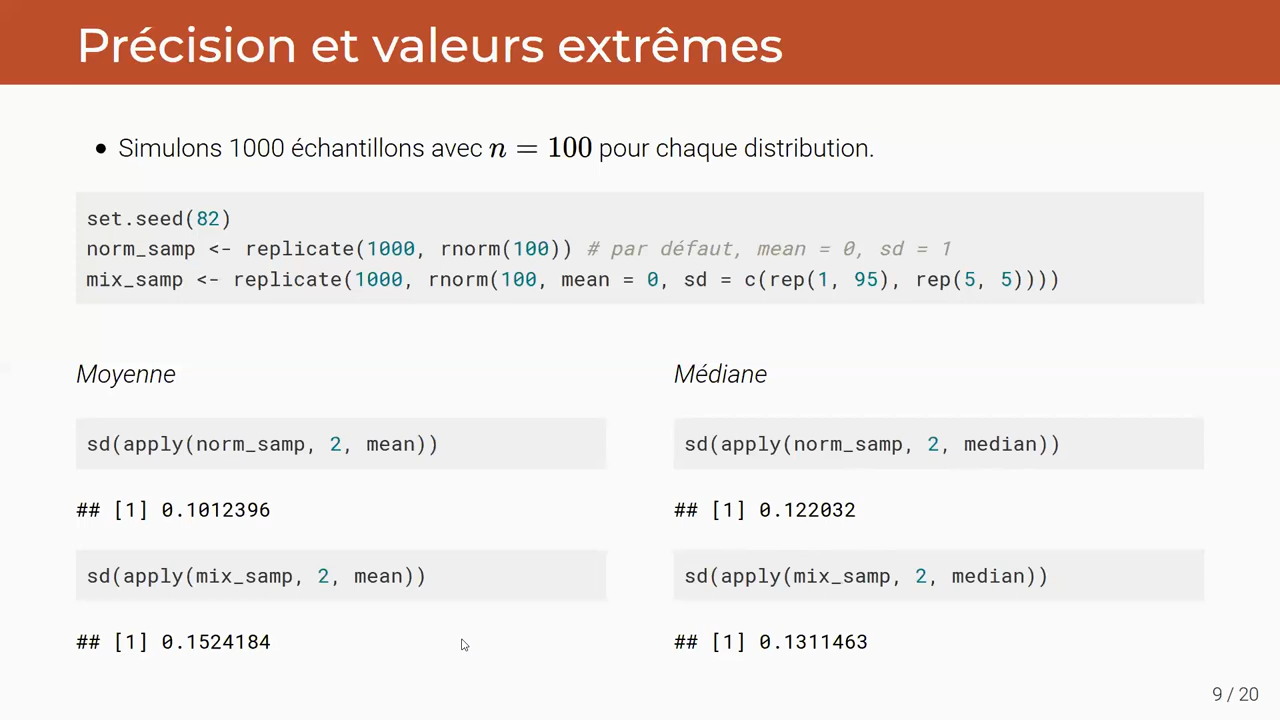 Précision et valeurs extrêmes
• Simulons 1000 échantillons avec n = 100 pour chaque distribution.
set.seed(82)
norm_samp <- replicate(1000, rnorm(100)) # par défaut, mean = 0, sd = 1
mix_samp <- replicate(1000, rnorm(100, mean = 0, sd = c(rep(1, 95), rep(5, 5))))
Moyenne
sd(apply(norm_samp, 2, mean))
## [1] 0.1012396
sd(apply(mix_samp, 2, mean))
## [1] 0.1524184
Médiane
sd(apply(norm_samp, 2, median))
## [1] 0.122032
sd(apply(mix_samp, 2, median))
## [1] 0.1311463
9 / 20